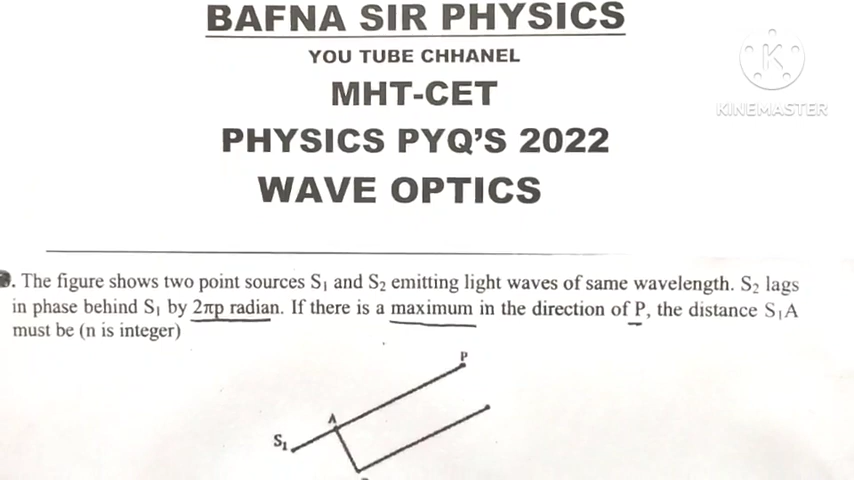 BAFNA SIR PHYSICS
YOU TUBE CHHANEL
MHT-CET
PHYSICS PYQ'S 2022
WAVE OPTICS
KINEMASTER
. The figure shows two point sources S₁ and S₂ emitting light waves of same wavelength. S₂ lags
in phase behind S₁ by 2πp radian. If there is a maximum in the direction of P, the distance S₁A
must be (n is integer)
P
A
S₁